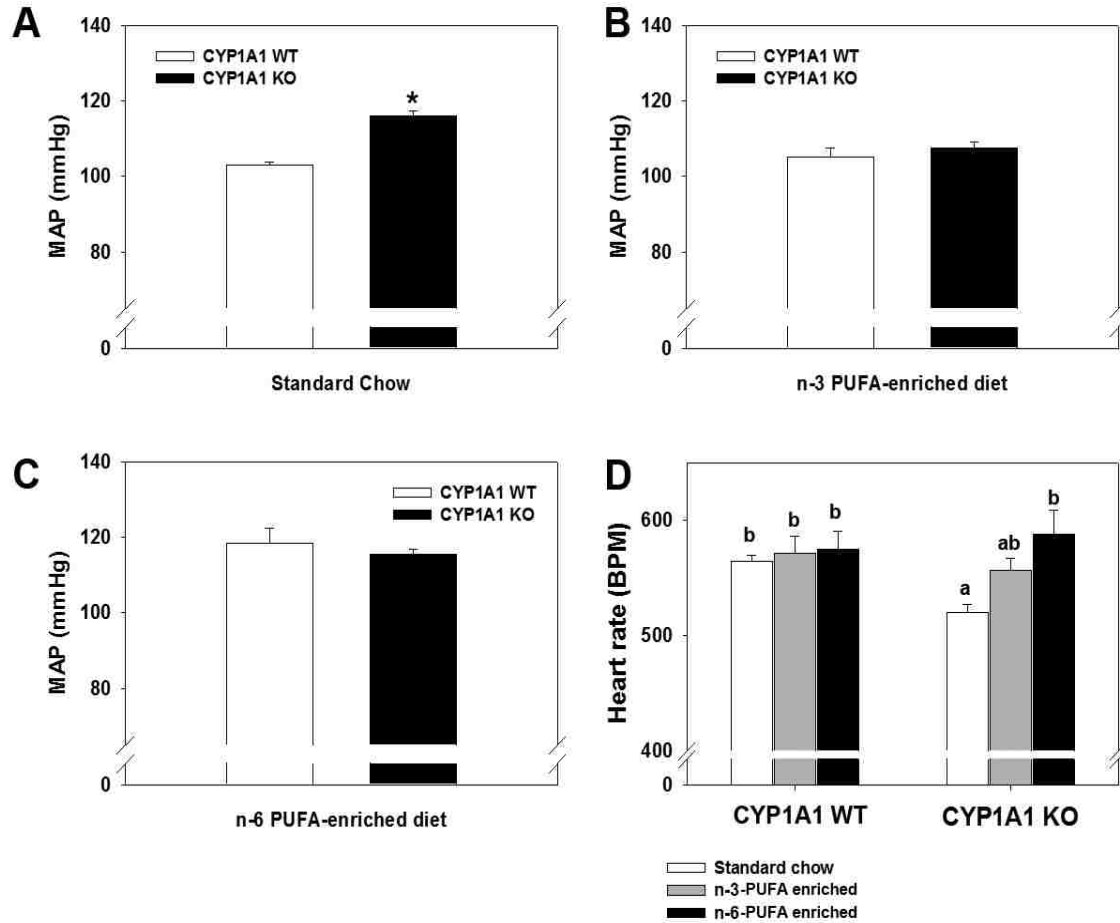 A
140
120
100
80
0
MAP (mmHg)
CYP1A1 WT
CYP1A1 KO
*
Standard Chow
B
140
120
100
80
0
MAP (mmHg)
CYP1A1 WT
CYP1A1 KO
n-3 PUFA-enriched diet
C
140
120
100
80
0
MAP (mmHg)
CYP1A1 WT
CYP1A1 KO
n-6 PUFA-enriched diet
D
600
500
400
0
Heart rate (BPM)
b
b
b
a
ab
b
CYP1A1 WT
CYP1A1 KO
Standard chow
n-3-PUFA enriched
n-6-PUFA enriched